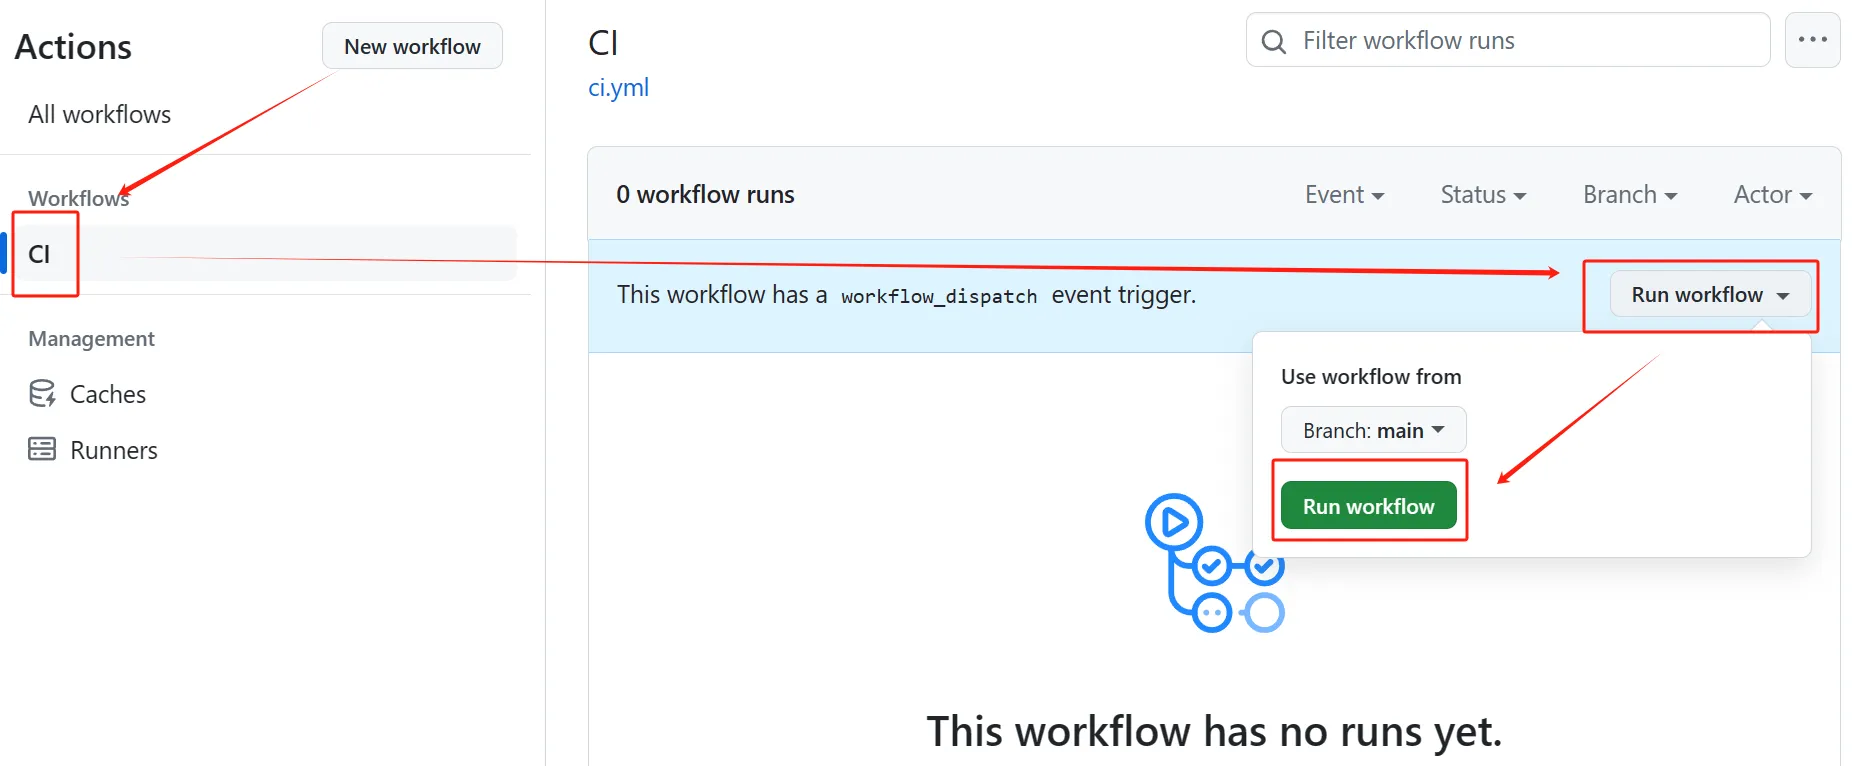 Actions
New workflow
All workflows
Workflows
CI
Management
Caches
Runners
CI
ci.yml
Filter workflow runs
0 workflow runs
Event
Status
Branch
Actor
This workflow has a workflow_dispatch event trigger.
Run workflow
Use workflow from
Branch: main
Run workflow
This workflow has no runs yet.